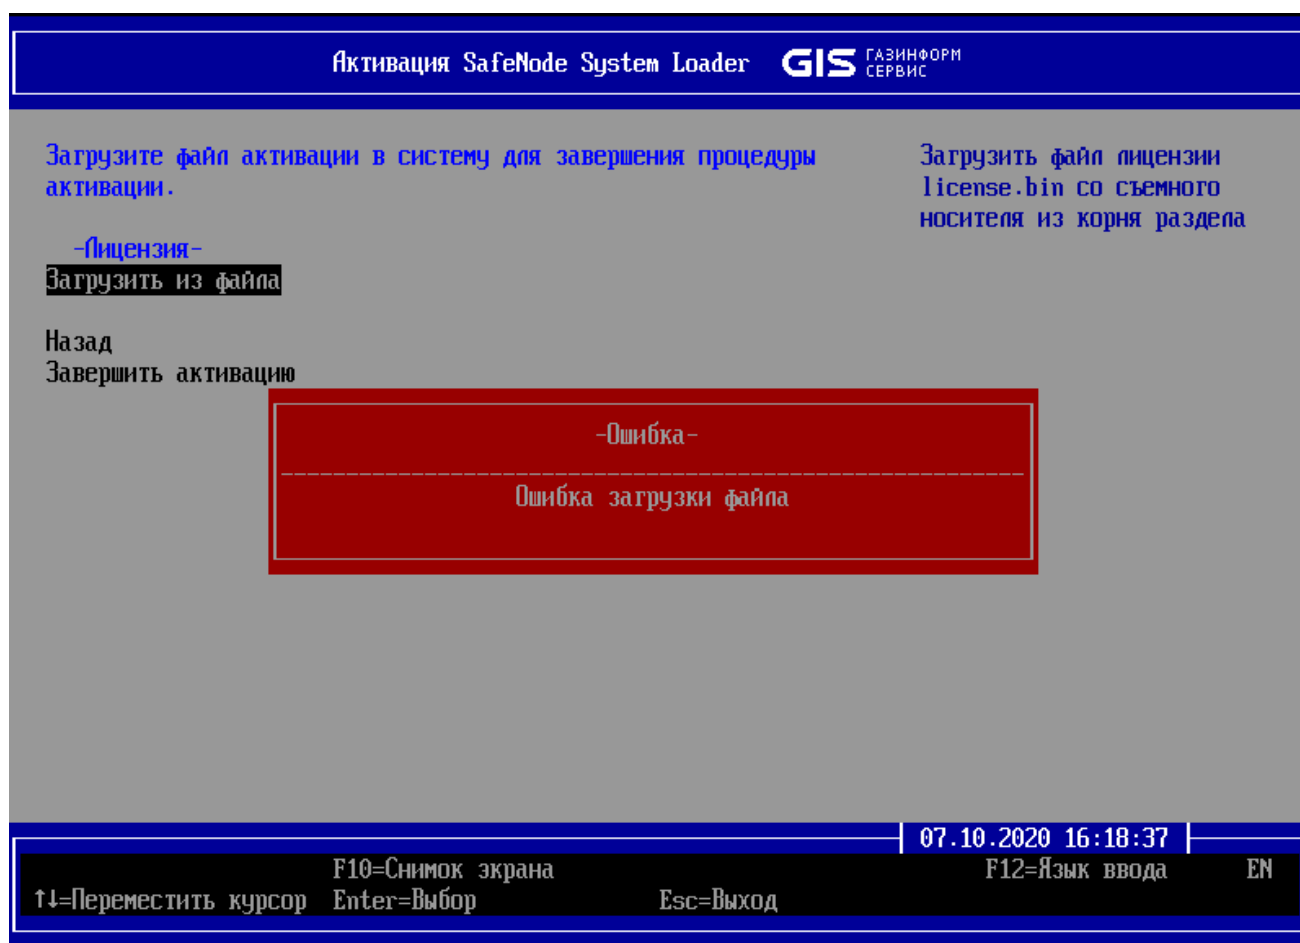 Активация SafeNode System Loader
GIS ГАЗИНФОРМ
СЕРВИС
Загрузите файл активации в систему для завершения процедуры
активации.
-Лицензия-
Загрузить из файла
Назад
Завершить активацию
Загрузить файл лицензии
license.bin со съемного
носителя из корня раздела
-Ошибка-
Ошибка загрузки файла
07.10.2020 16:18:37
F10=Снимок экрана F12=Язык ввода EN
↑↓=Переместить курсор Enter=Выбор Esc=Выход